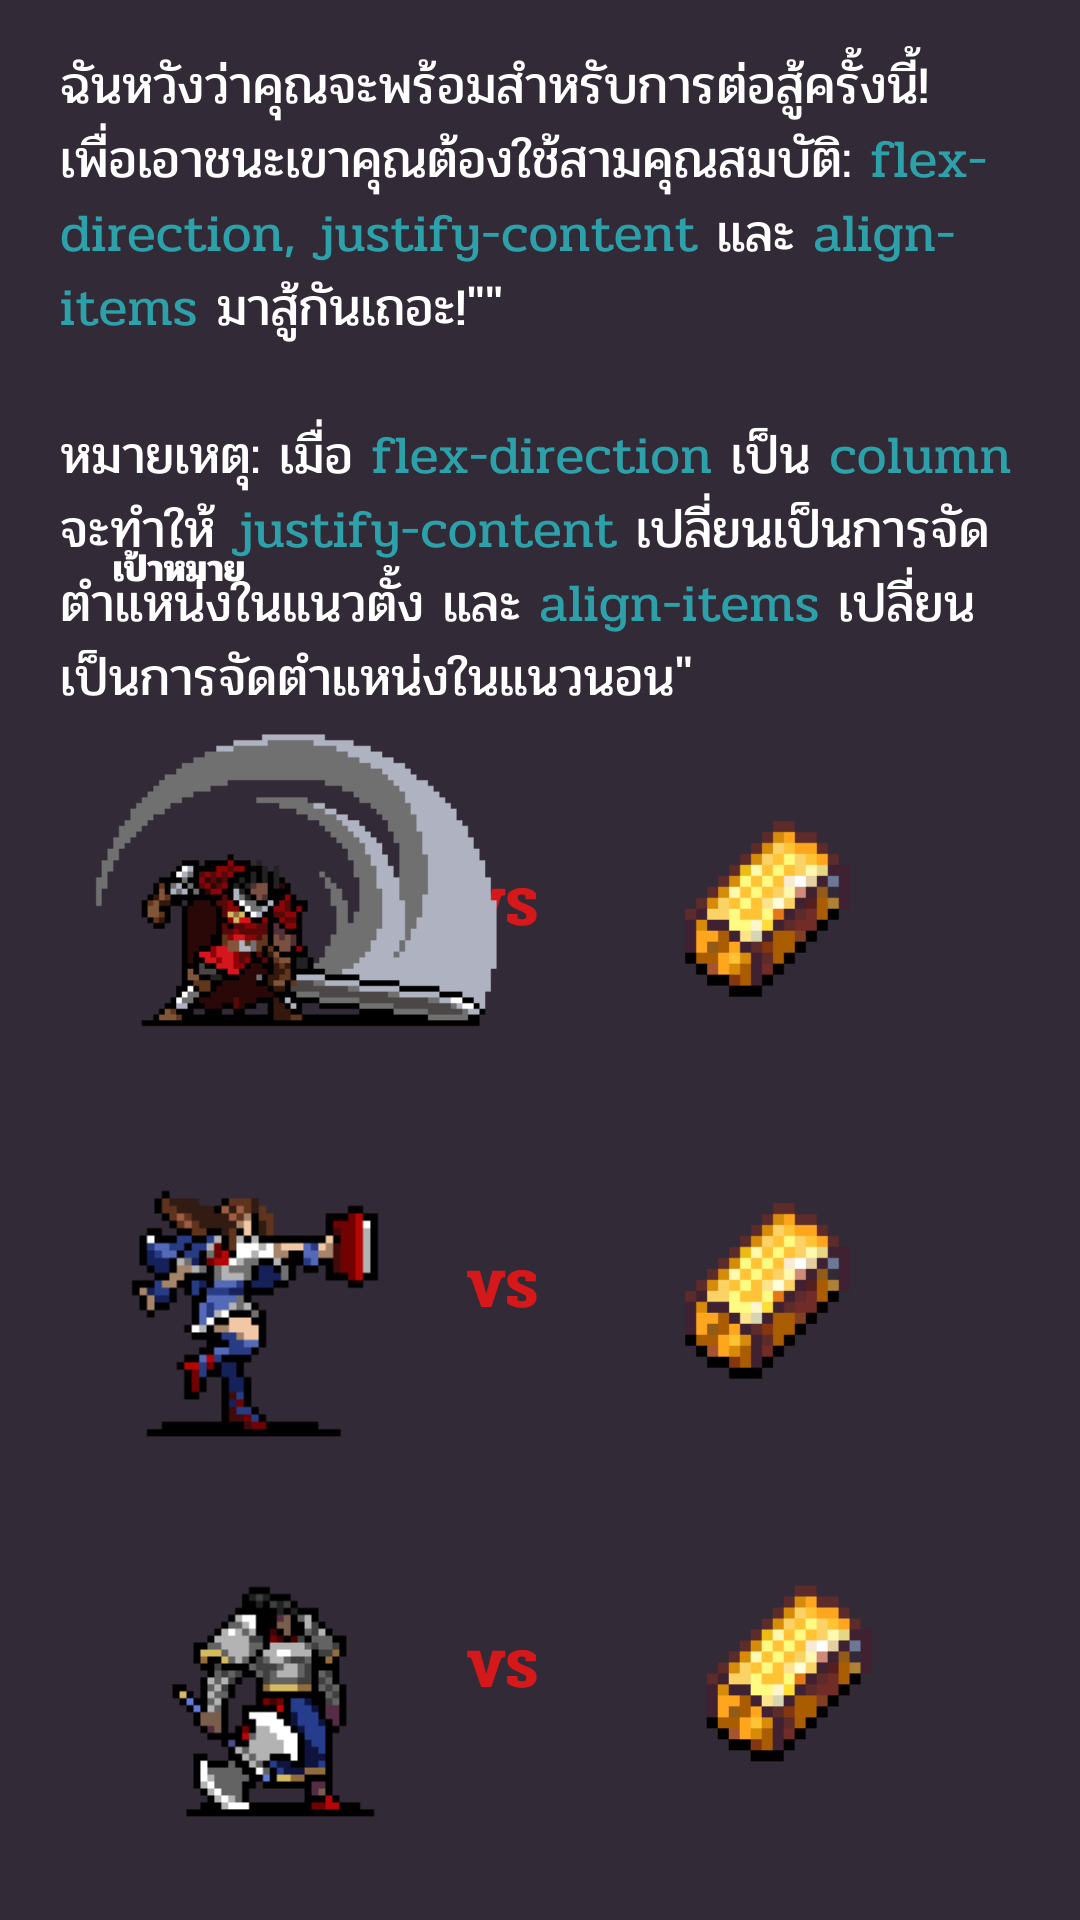 ฉันหวังว่าคุณจะพร้อมสำหรับการต่อสู้ครั้งนี้!
เพื่อเอาชนะเขาคุณต้องใช้สามคุณสมบัติ: flex-
direction, justify-content และ align-
items มาสู้กันเถอะ!""
หมายเหตุ: เมื่อ flex-direction เป็น column
จะทำให้ justify-content เปลี่ยนเป็นการจัด
เป้าหมาย
ตำแหน่งในแนวตั้ง และ align-items เปลี่ยน
เป็นการจัดตำแหน่งในแนวนอน"
vs
vs
vs